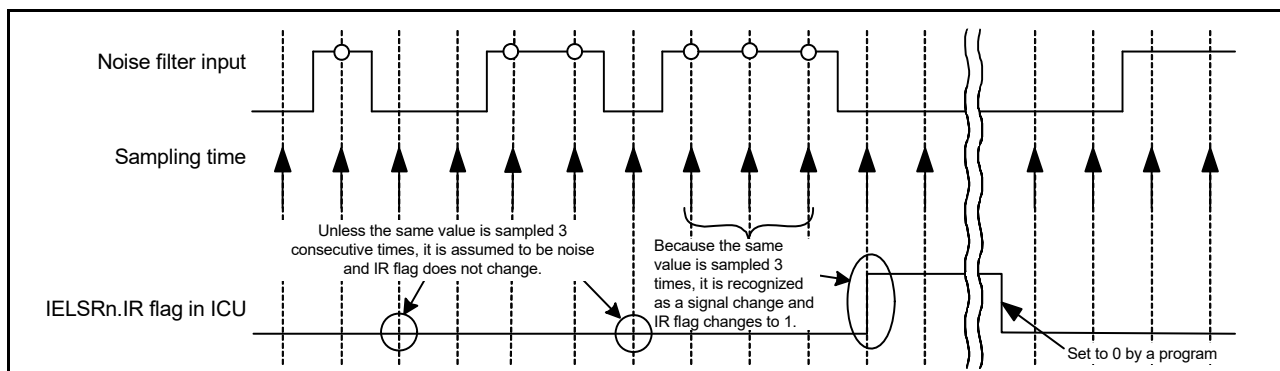 Noise filter input
Sampling time
Unless the same value is sampled 3
consecutive times, it is assumed to be noise
and IR flag does not change.
Because the same
value is sampled 3
times, it is recognized
as a signal change and
IR flag changes to 1.
IELSRn.IR flag in ICU
Set to 0 by a program